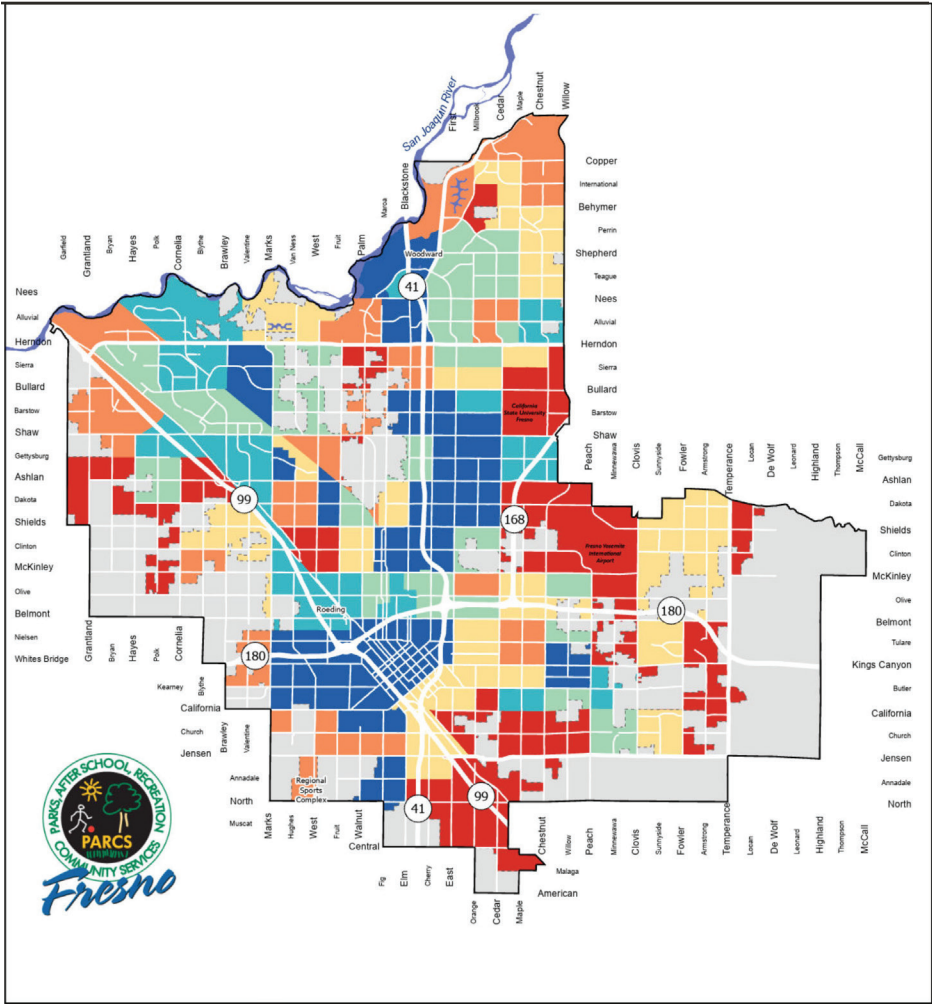 San Joaquin River
First
Millbrook
Cedar
Maple
Chestnut
Willow
Maroa
Blackstone
Copper
International
Behymer
Perrin
Shepherd
Teague
Nees
Alluvial
Herndon
Sierra
Bullard
Barstow
Shaw
Garfield
Grantland
Bryan
Hayes
Polk
Cornelia
Blythe
Brawley
Valentine
Marks
Van Ness
West
Fruit
Palm
Woodward
41
Nees
Alluvial
Herndon
Sierra
Bullard
Barstow
Shaw
Gettysburg
Ashlan
Dakota
Shields
Clinton
McKinley
Olive
Belmont
Nielsen
Whites Bridge
California
State University
Fresno
Peach
Minnewawa
Clovis
Sunnyside
Fowler
Armstrong
Temperance
Locan
De Wolf
Leonard
Highland
Thompson
McCall
Gettysburg
Ashlan
Dakota
Shields
Clinton
McKinley
Olive
Belmont
Tulare
Kings Canyon
Butler
California
Church
Jensen
Annadale
North
99
168
Fresno Yosemite
International
Airport
Roeding
180
180
Grantland
Bryan
Hayes
Polk
Cornelia
Kearney
Blythe
California
Church
Jensen
Brawley
Valentine
Annadale
North
Muscat
Regional
Sports
Complex
41
99
Marks
Hughes
West
Fruit
Walnut
Central
Fig
Elm
Cherry
East
Orange
Cedar
Maple
American
Malaga
Chestnut
Willow
Peach
Minnewawa
Clovis
Sunnyside
Fowler
Armstrong
Temperance
Locan
De Wolf
Leonard
Highland
Thompson
McCall
PARKS, AFTER SCHOOL, RECREATION
COMMUNITY SERVICES
PARCS
Fresno